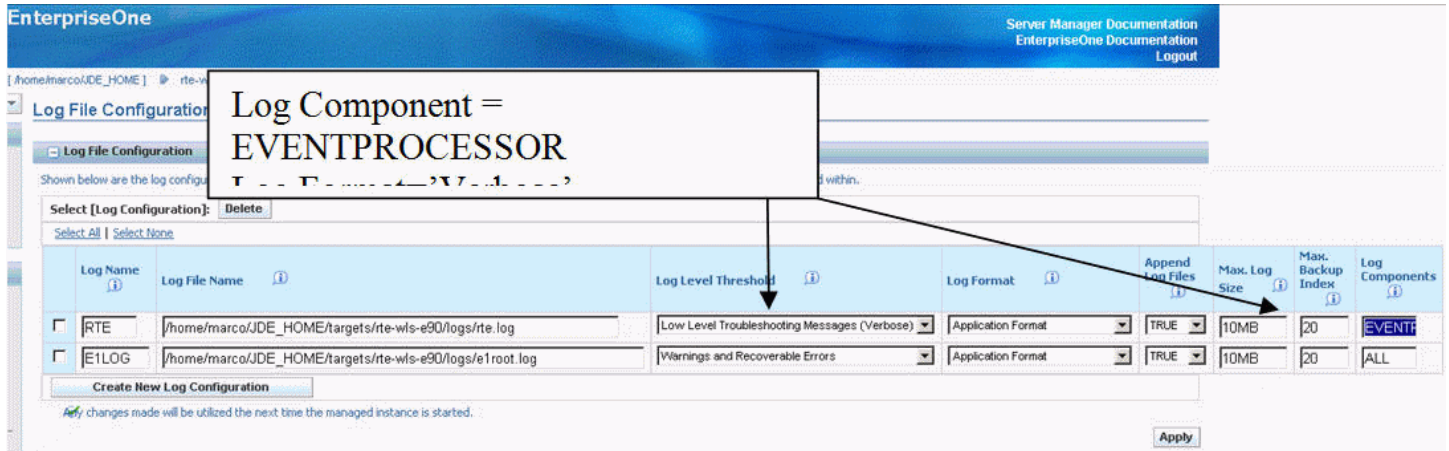 EnterpriseOne
Server Manager Documentation
EnterpriseOne Documentation
Logout
[ /home/marco/JDE_HOME ]
Log File Configuration
Log Component =
EVENTPROCESSOR
Log Format='Verbose'
Log File Configuration
Shown below are the log within.
Select [Log Configuration]: Delete
Select All | Select None
Log Name Log File Name Log Level Threshold Log Format Append Log Files Max. Log Size Max. Backup Index Log Components
RTE /home/marco/JDE_HOME/targets/rte-wls-e90/logs/rte.log Low Level Troubleshooting Messages (Verbose) Application Format TRUE 10MB 20
E1LOG /home/marco/JDE_HOME/targets/rte-wls-e90/logs/e1root.log Warnings and Recoverable Errors Application Format TRUE 10MB 20 ALL
Create New Log Configuration
changes made will be utilized the next time the managed instance is started.
Apply